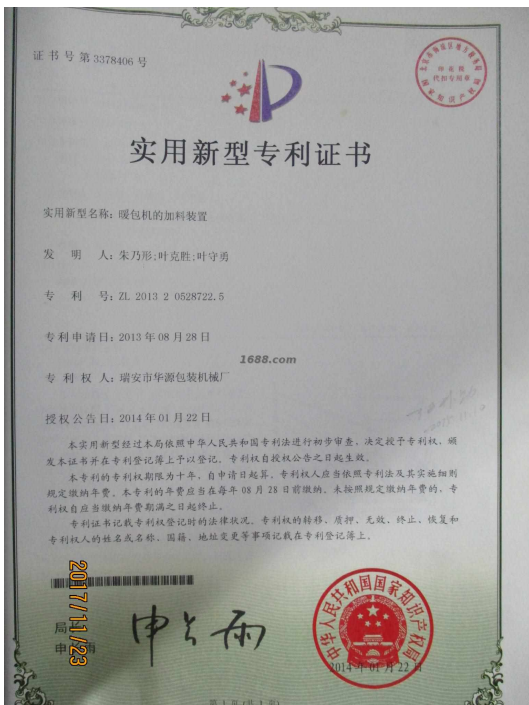 证书号第3378406号
印花税
代扣专用章
实用新型专利证书
实用新型名称：暖包机的加料装置
发 明 人：朱乃形;叶克胜;叶守勇
专 利 号：ZL 2013 2 0528722.5
专利申请日：2013年08月28日
1688.com
专 利 权 人：瑞安市华源包装机械厂
授权公告日：2014年01月22日
本实用新型经过本局依照中华人民共和国专利法进行初步审查，决定授予专利权，颁
发本证书并在专利登记簿上予以登记。专利权自授权公告之日起生效。
本专利的专利权期限为十年，自申请日起算。专利权人应当依照专利法及其实施细则
规定缴纳年费。本专利的年费应当在每年08月28日前缴纳。未按照规定缴纳年费的，专
利权自应当缴纳年费期满之日起终止。
专利证书记载专利权登记时的法律状况。专利权的转移、质押、无效、终止、恢复和
专利权人的姓名或名称、国籍、地址变更等事项记载在专利登记簿上。
局
申 雨
申长雨
中华人民共和国国家知识产权局
2014年01月22日
2017/11/23
第1页(共1页)